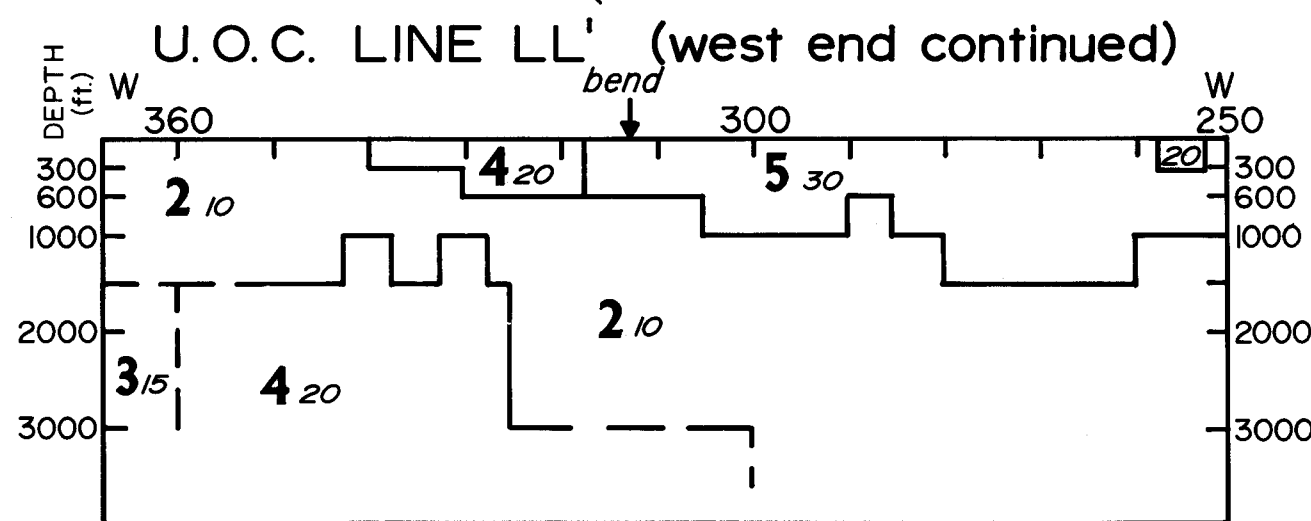 U.O.C. LINE LL' (west end continued)
DEPTH (ft.)
W bend W
360 300 250
300 4 20 5 30 20 300
600 2 10 600
1000 1000
2000 2 10 2000
3 15 4 20
3000 3000